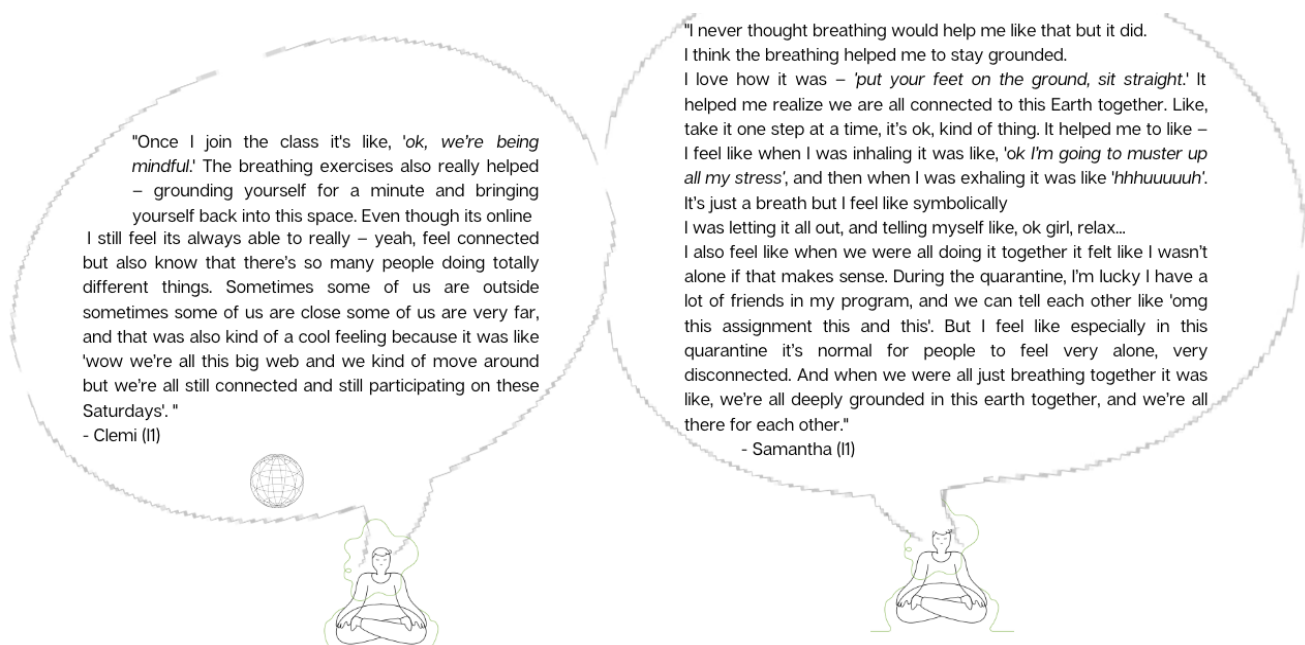 "Once I join the class it's like, 'ok, we're being
mindful.' The breathing exercises also really helped
– grounding yourself for a minute and bringing
yourself back into this space. Even though its online
I still feel its always able to really – yeah, feel connected
but also know that there's so many people doing totally
different things. Sometimes some of us are outside
sometimes some of us are close some of us are very far,
and that was also kind of a cool feeling because it was like
'wow we're all this big web and we kind of move around
but we're all still connected and still participating on these
Saturdays'. "
- Clemi (I1)
"I never thought breathing would help me like that but it did.
I think the breathing helped me to stay grounded.
I love how it was – 'put your feet on the ground, sit straight.' It
helped me realize we are all connected to this Earth together. Like,
take it one step at a time, it's ok, kind of thing. It helped me to like –
I feel like when I was inhaling it was like, 'ok I'm going to muster up
all my stress', and then when I was exhaling it was like 'hhhuuuuuh'.
It's just a breath but I feel like symbolically
I was letting it all out, and telling myself like, ok girl, relax...
I also feel like when we were all doing it together it felt like I wasn't
alone if that makes sense. During the quarantine, I'm lucky I have a
lot of friends in my program, and we can tell each other like 'omg
this assignment this and this'. But I feel like especially in this
quarantine it's normal for people to feel very alone, very
disconnected. And when we were all just breathing together it was
like, we're all deeply grounded in this earth together, and we're all
there for each other."
- Samantha (I1)